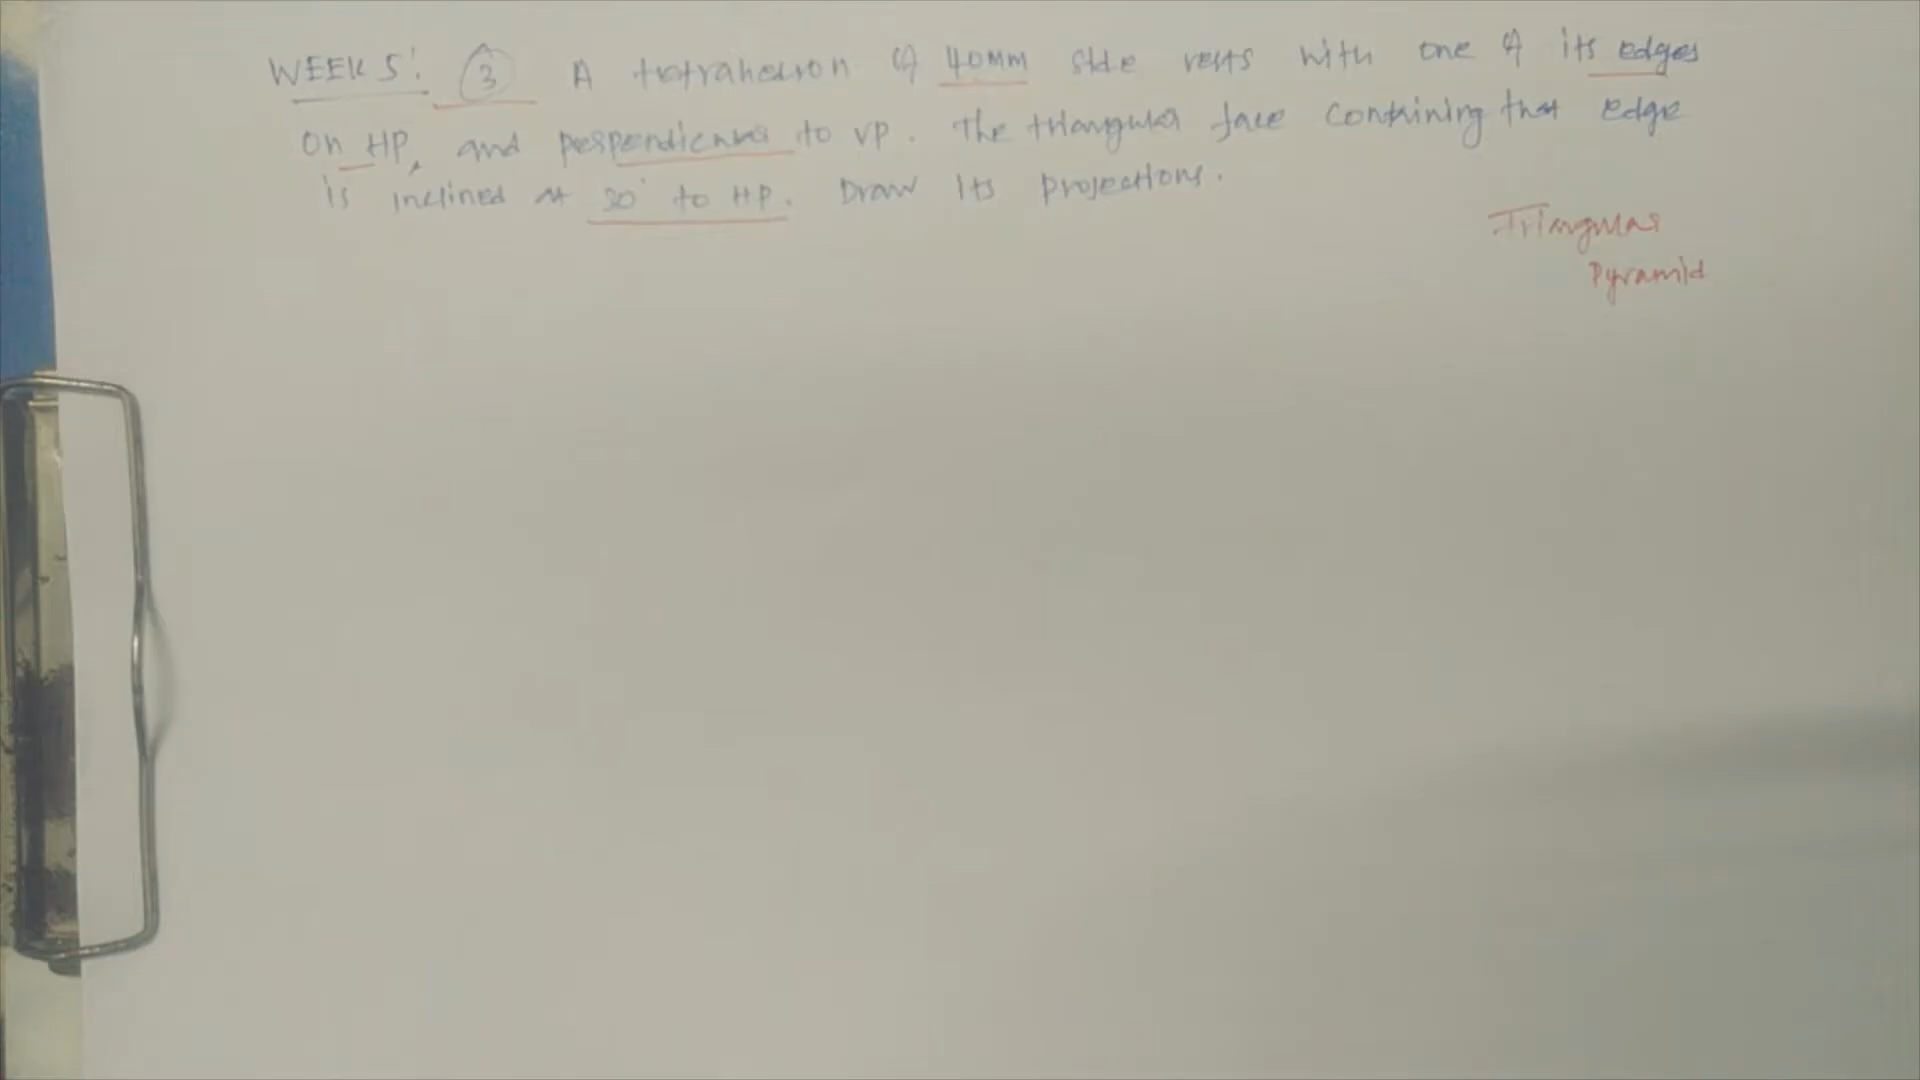 WEEK 5: ③ A tetrahedron of 40mm side rests with one of its edges
on HP, and perpendicular to VP. The triangular face containing that edge
is inclined at 30° to HP. Draw its projections.
Triangular
Pyramid